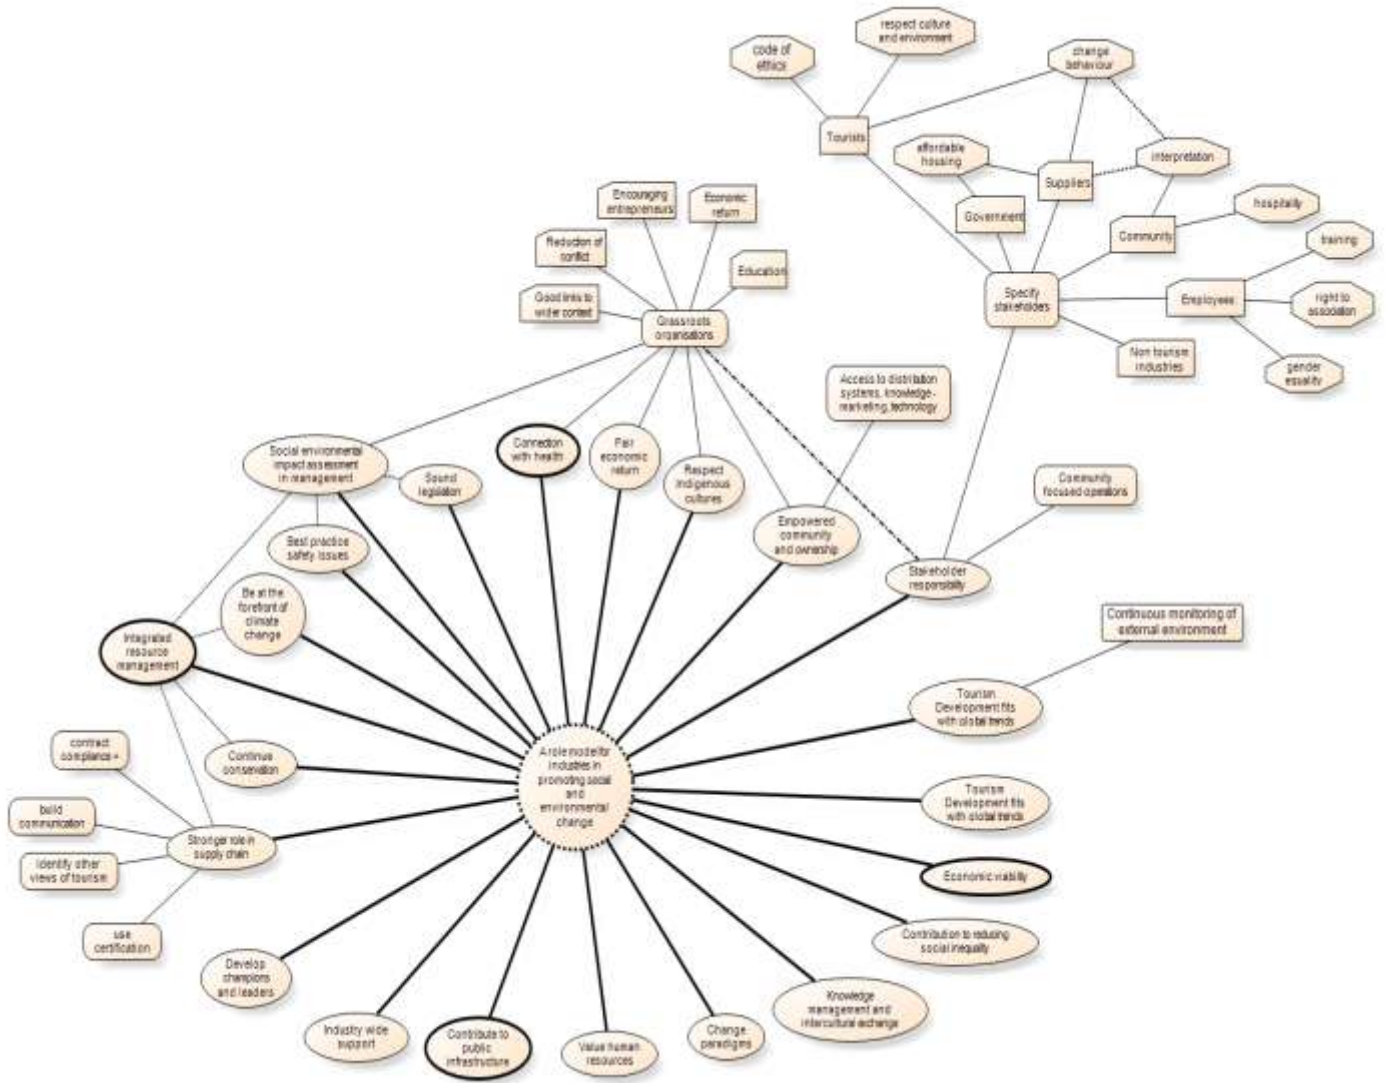 respect culture
and environment
code of
ethics
change
behaviour
Tourists
affordable
housing
interpretation
Suppliers
Encouraging
entrepreneurs
Economic
return
Government
hospitality
Community
training
Reduction of
conflict
Education
Specify
stakeholders
Employees
right to
association
Good links to
wider context
Grassroots
organisations
Non tourism
industries
gender
equality
Access to distribution
systems, knowledge-
marketing, technology
Social environmental
impact assessment
in management
Connection
with health
Fair
economic
return
Respect
indigenous
cultures
Sound
legislation
Community
focused operations
Empowered
community
and ownership
Best practice
safety issues
Stakeholder
responsibility
Be at the
forefront of
climate
change
Integrated
resource
management
Continuous monitoring of
external environment
Tourism
Development fits
with global trends
contract
compliance +
Continue
conservation
A role model for
industries in
promoting social
and
environmental
change
Tourism
Development fits
with global trends
build
communication
Stronger role in
supply chain
Identify other
views of tourism
Economic viability
use
certification
Contribution to reducing
social inequality
Develop
champions
and leaders
Knowledge
management and
intercultural exchange
Industry wide
support
Contribute to
public
infrastructure
Value human
resources
Change
paradigms